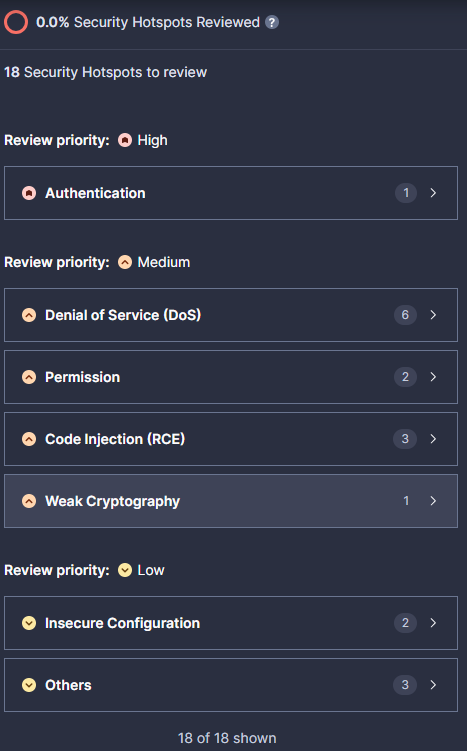 0.0% Security Hotspots Reviewed ?
18 Security Hotspots to review
Review priority: High
Authentication 1
Review priority: Medium
Denial of Service (DoS) 6
Permission 2
Code Injection (RCE) 3
Weak Cryptography 1
Review priority: Low
Insecure Configuration 2
Others 3
18 of 18 shown